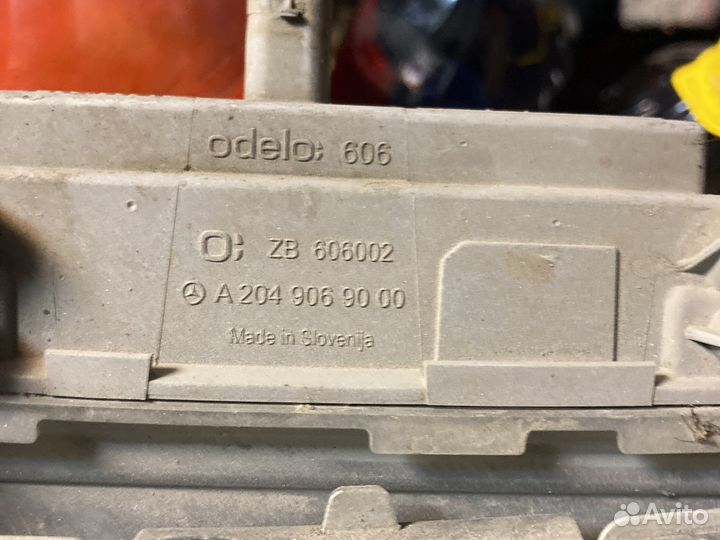 odelo; 606
ZB 606002
A 204 906 90 00
Made in Slovenija
Avito